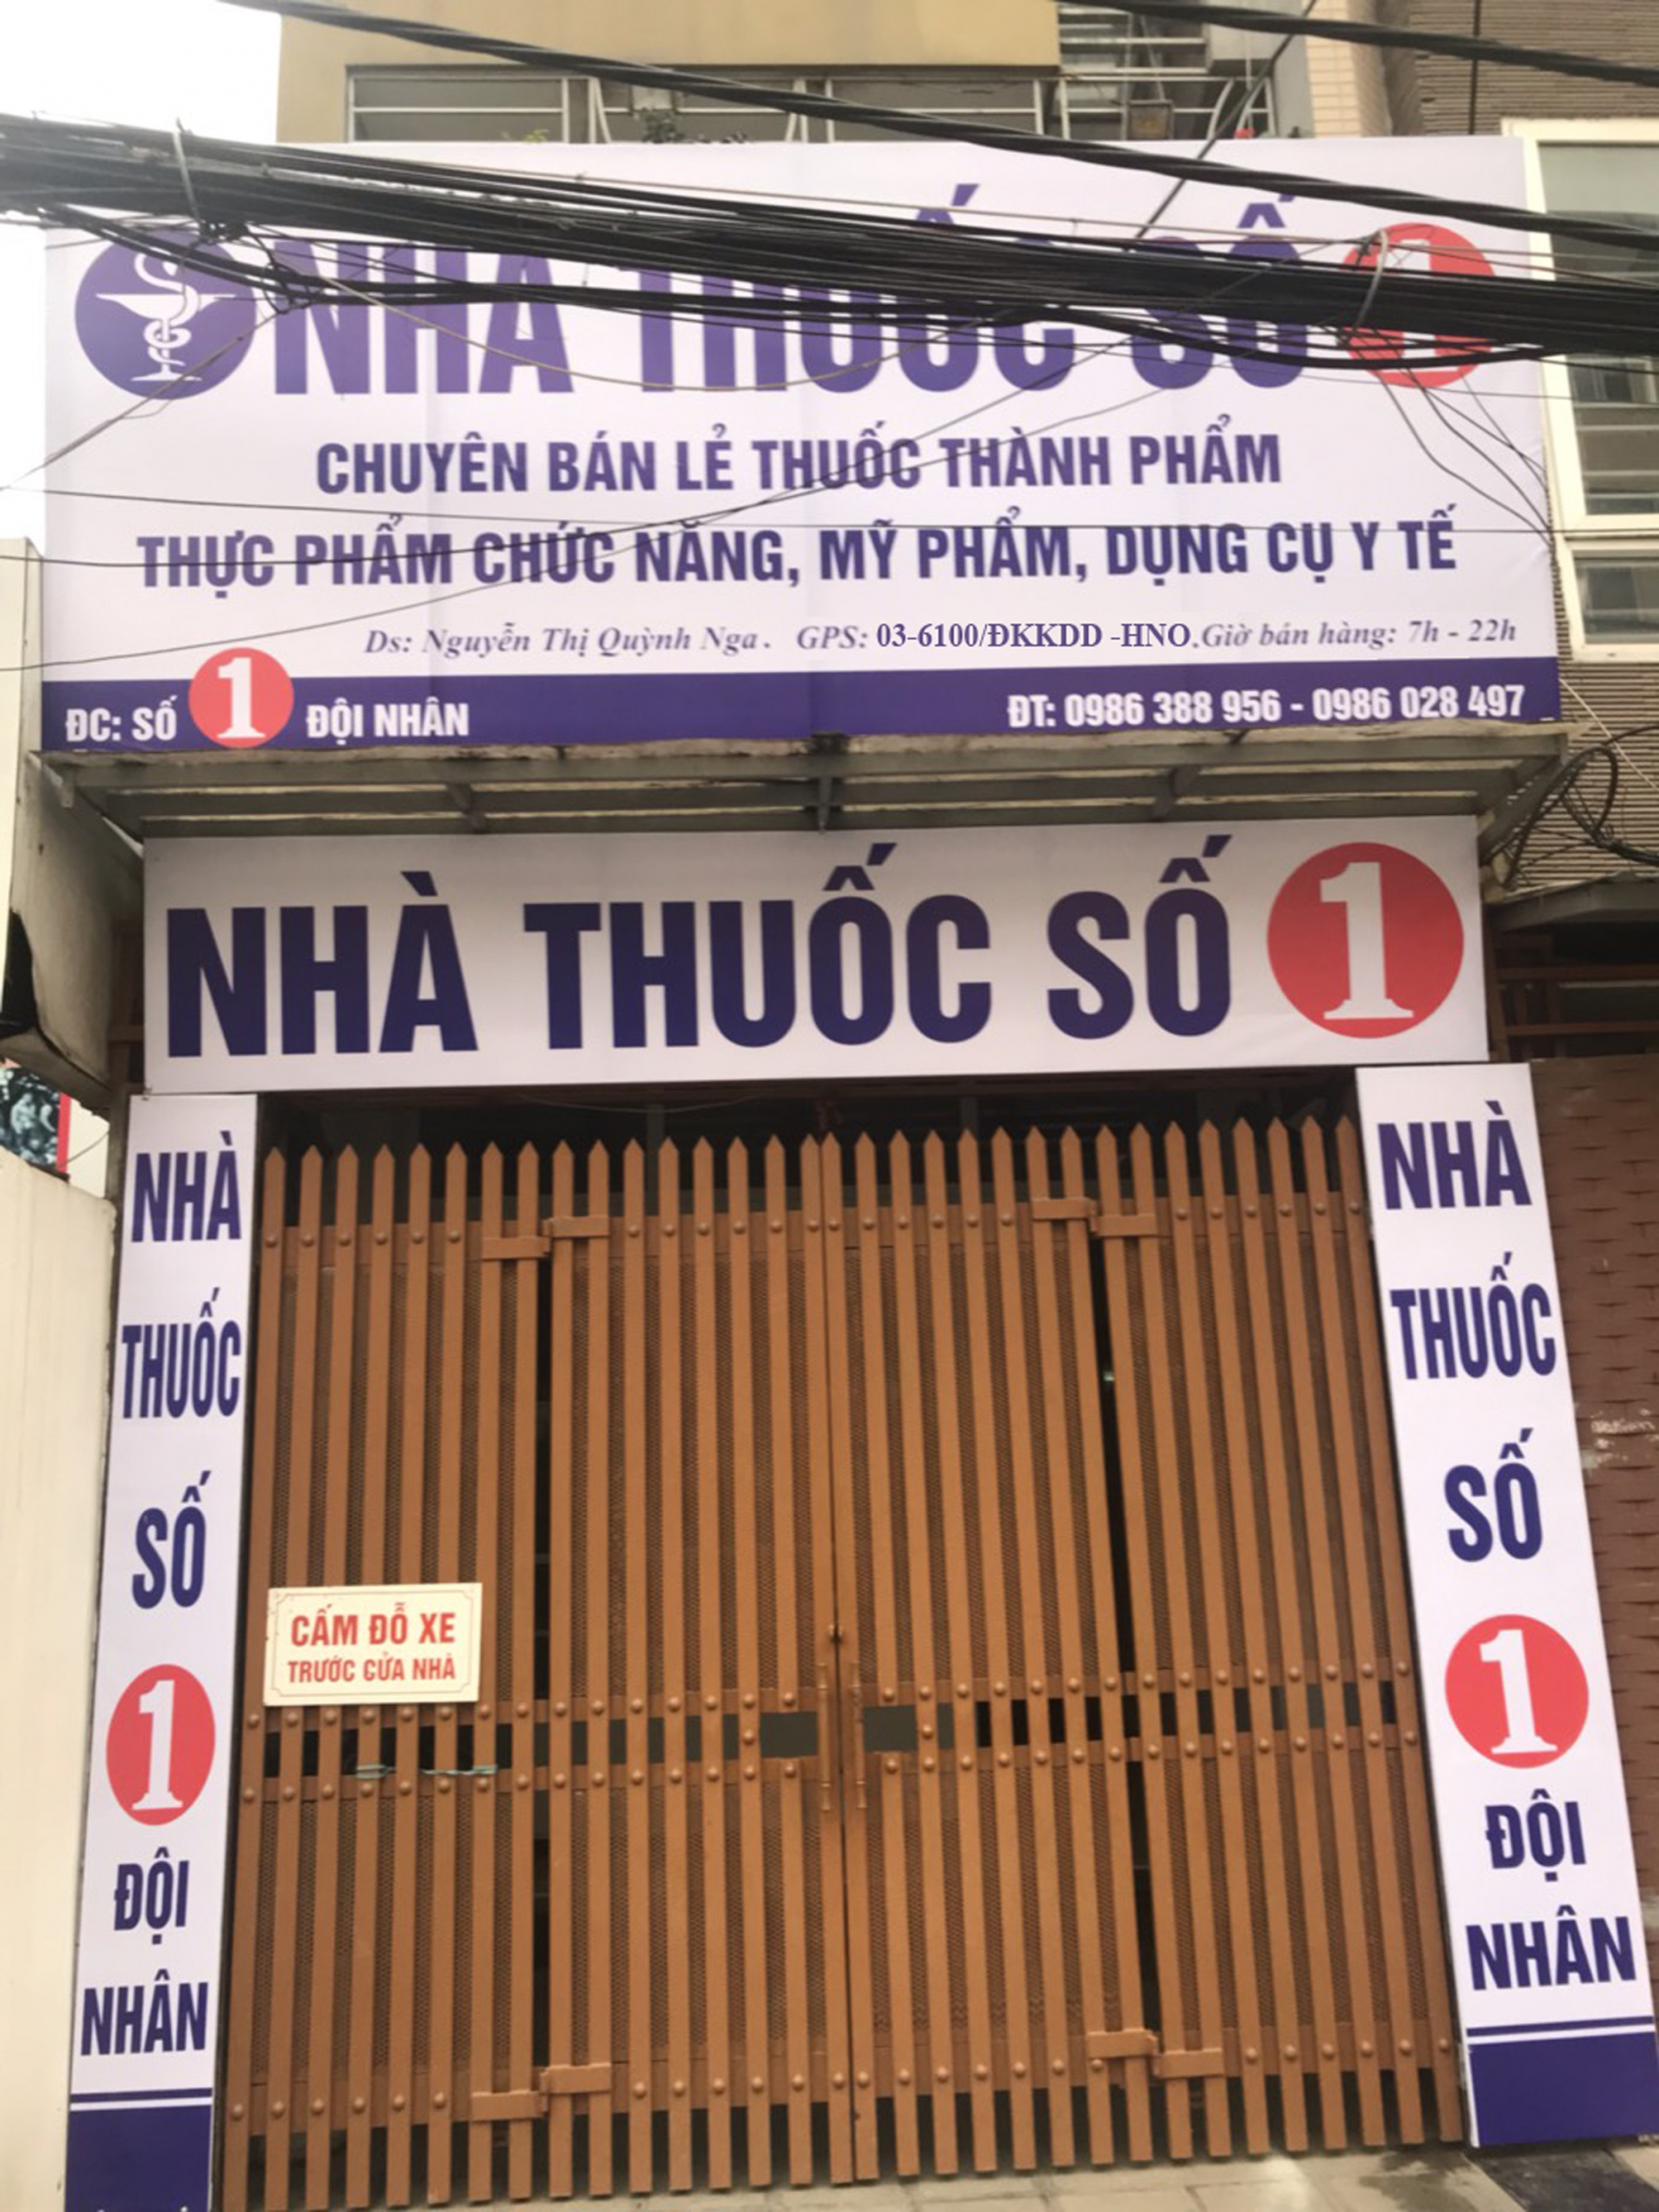 NHÀ THUỐC SỐ 1
CHUYÊN BÁN LẺ THUỐC THÀNH PHẨM
THỰC PHẨM CHỨC NĂNG, MỸ PHẨM, DỤNG CỤ Y TẾ
Ds: Nguyễn Thị Quỳnh Nga. GPS: 03-6100/ĐKKDD -HNO.Giờ bán hàng: 7h - 22h
ĐC: SỐ 1 ĐỘI NHÂN
ĐT: 0986 388 956 - 0986 028 497
NHÀ THUỐC SỐ 1
NHÀ
THUỐC
SỐ
1
ĐỘI
NHÂN
CẤM ĐỖ XE
TRƯỚC CỬA NHÀ
NHÀ
THUỐC
SỐ
1
ĐỘI
NHÂN